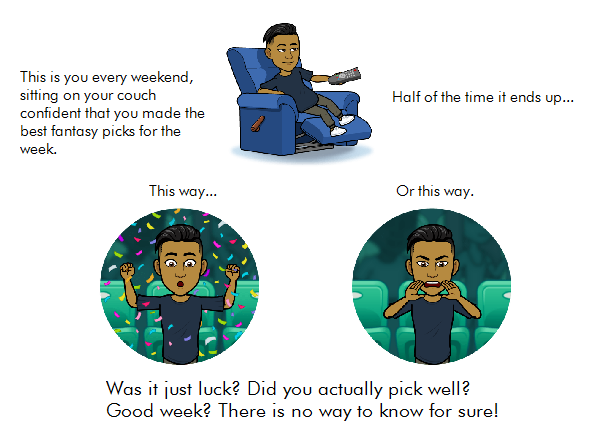 This is you every weekend,
sitting on your couch
confident that you made the
best fantasy picks for the
week.
Half of the time it ends up...
This way...
Or this way.
Was it just luck? Did you actually pick well?
Good week? There is no way to know for sure!